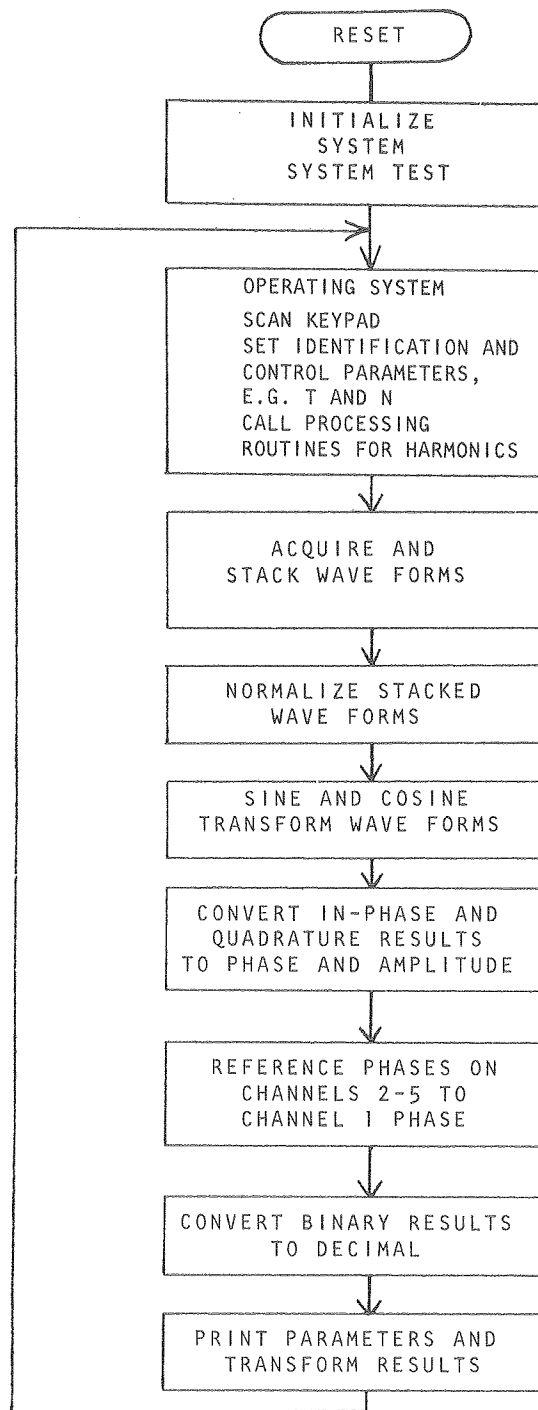 RESET
INITIALIZE
SYSTEM
SYSTEM TEST
OPERATING SYSTEM
SCAN KEYPAD
SET IDENTIFICATION AND
CONTROL PARAMETERS,
E.G. T AND N
CALL PROCESSING
ROUTINES FOR HARMONICS
ACQUIRE AND
STACK WAVE FORMS
NORMALIZE STACKED
WAVE FORMS
SINE AND COSINE
TRANSFORM WAVE FORMS
CONVERT IN-PHASE AND
QUADRATURE RESULTS
TO PHASE AND AMPLITUDE
REFERENCE PHASES ON
CHANNELS 2-5 TO
CHANNEL 1 PHASE
CONVERT BINARY RESULTS
TO DECIMAL
PRINT PARAMETERS AND
TRANSFORM RESULTS